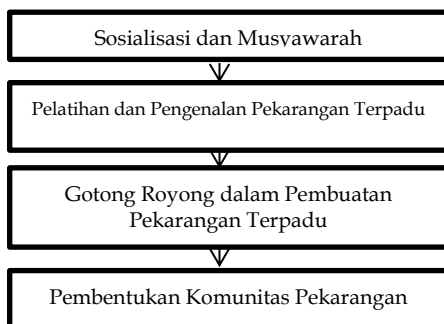 Sosialisasi dan Musyawarah
Pelatihan dan Pengenalan Pekarangan Terpadu
Gotong Royong dalam Pembuatan
Pekarangan Terpadu
Pembentukan Komunitas Pekarangan